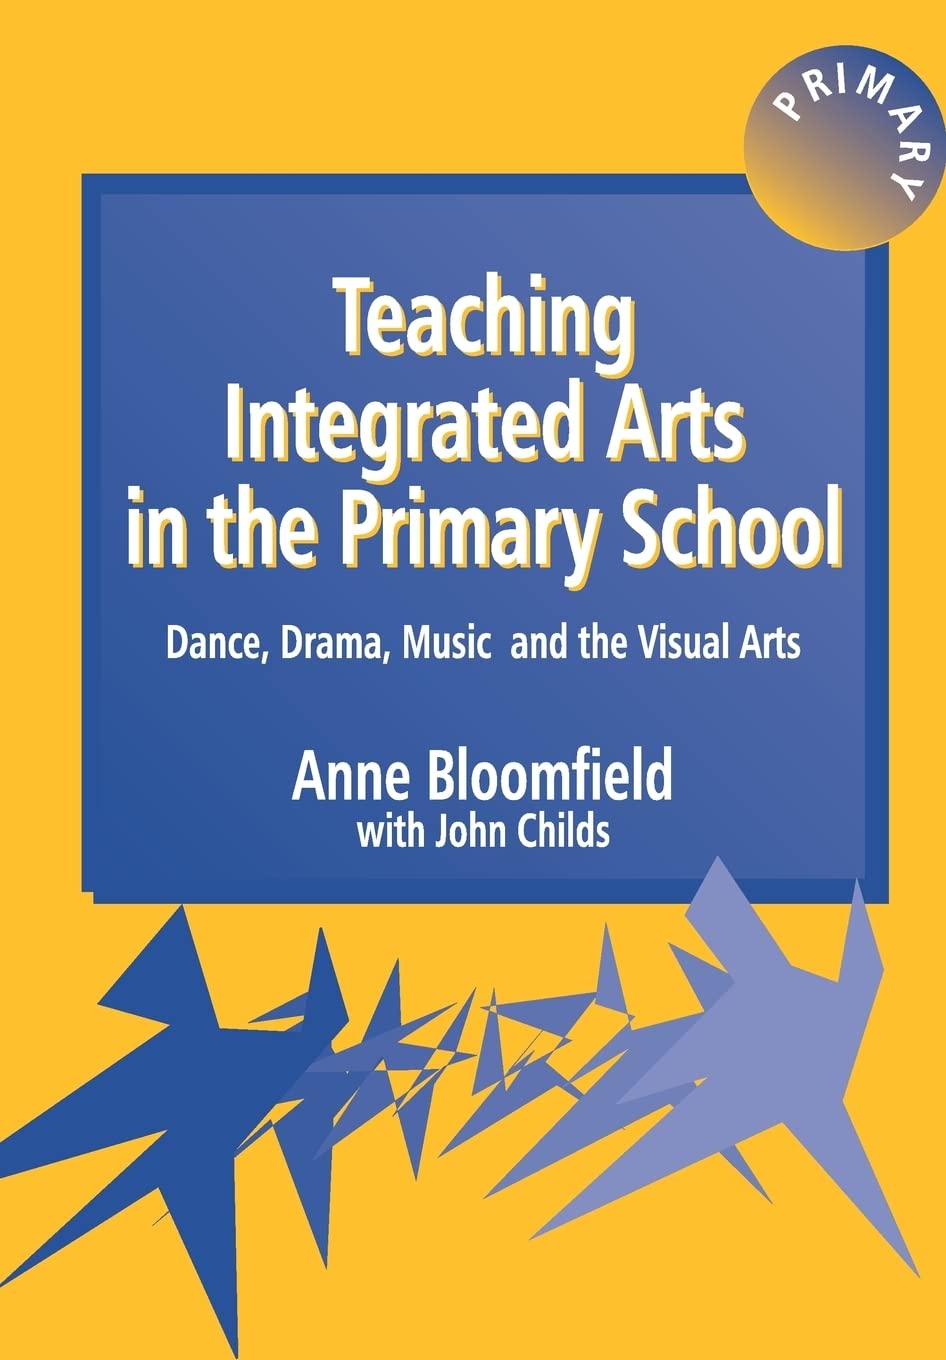 PRIMARY
Teaching
Integrated Arts
in the Primary School
Dance, Drama, Music and the Visual Arts
Anne Bloomfield
with John Childs